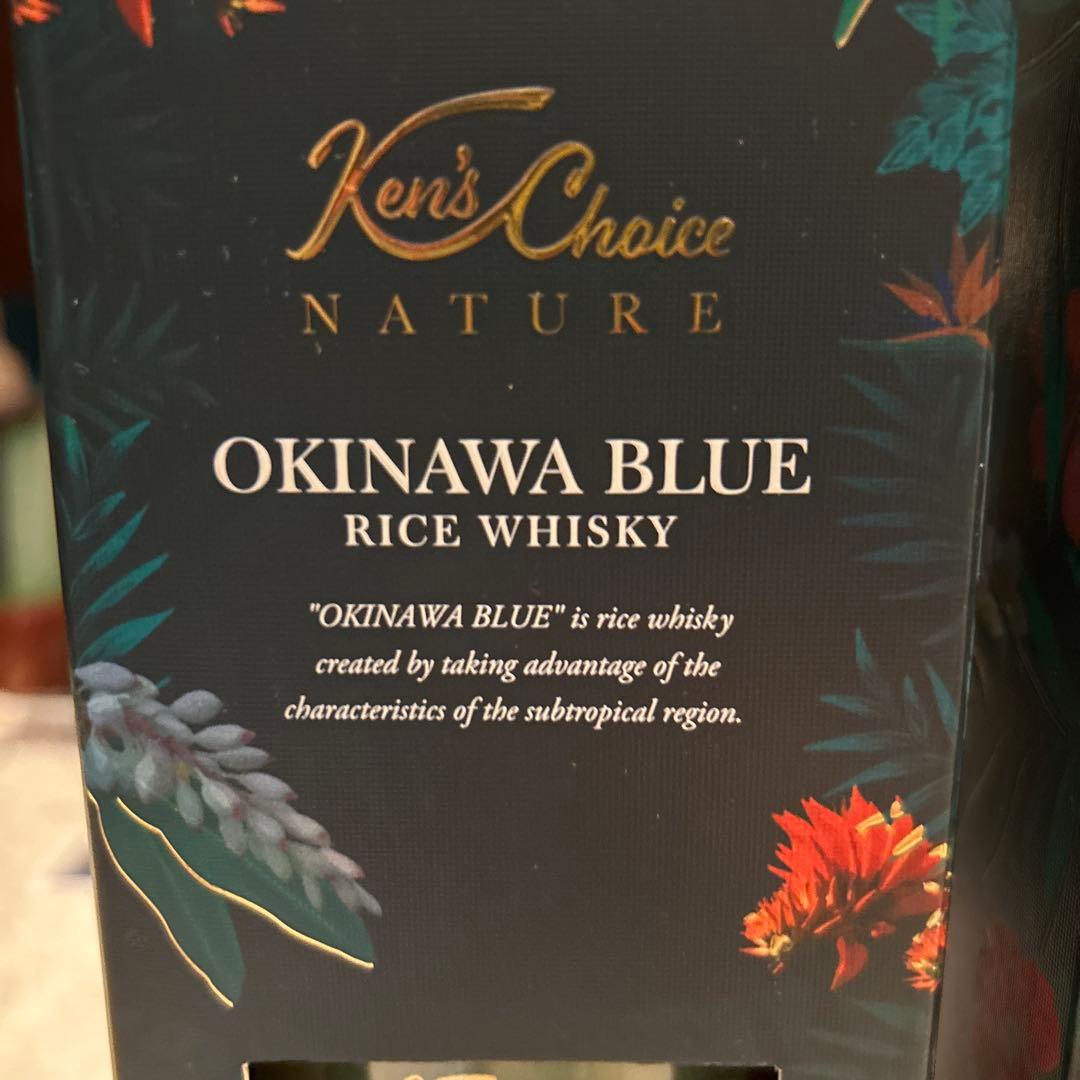 Ken's Choice
NATURE
OKINAWA BLUE
RICE WHISKY
"OKINAWA BLUE" is rice whisky
created by taking advantage of the
characteristics of the subtropical region.